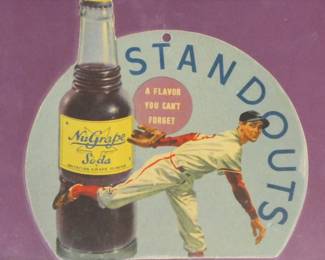 STANDOUTS
A FLAVOR
YOU CAN'T
FORGET
NuGrape
Soda